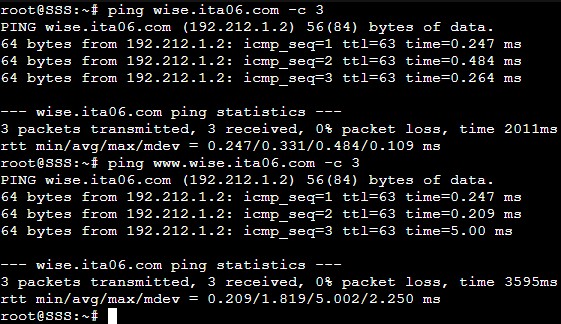 root@SSS:~# ping wise.ita06.com -c 3
PING wise.ita06.com (192.212.1.2) 56(84) bytes of data.
64 bytes from 192.212.1.2: icmp_seq=1 ttl=63 time=0.247 ms
64 bytes from 192.212.1.2: icmp_seq=2 ttl=63 time=0.484 ms
64 bytes from 192.212.1.2: icmp_seq=3 ttl=63 time=0.264 ms

--- wise.ita06.com ping statistics ---
3 packets transmitted, 3 received, 0% packet loss, time 2011ms
rtt min/avg/max/mdev = 0.247/0.331/0.484/0.109 ms
root@SSS:~# ping www.wise.ita06.com -c 3
PING wise.ita06.com (192.212.1.2) 56(84) bytes of data.
64 bytes from 192.212.1.2: icmp_seq=1 ttl=63 time=0.247 ms
64 bytes from 192.212.1.2: icmp_seq=2 ttl=63 time=0.209 ms
64 bytes from 192.212.1.2: icmp_seq=3 ttl=63 time=5.00 ms

--- wise.ita06.com ping statistics ---
3 packets transmitted, 3 received, 0% packet loss, time 3595ms
rtt min/avg/max/mdev = 0.209/1.819/5.002/2.250 ms
root@SSS:~#